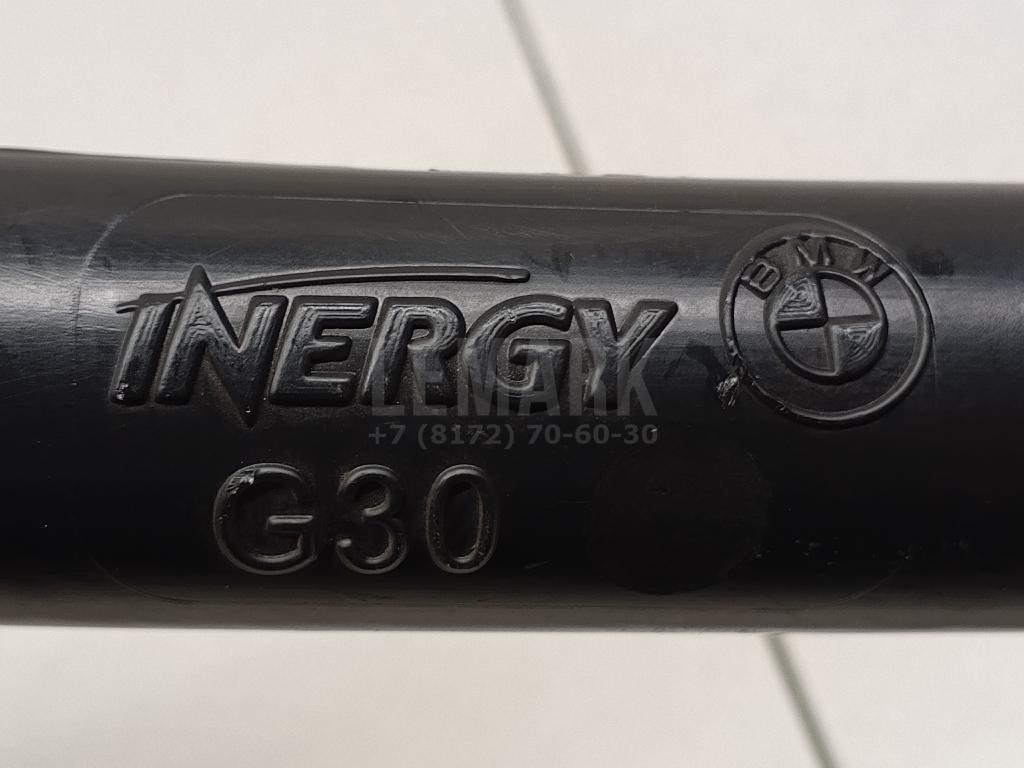 INERGY
BMW
LEMARK
+7 (8172) 70-60-30
G30